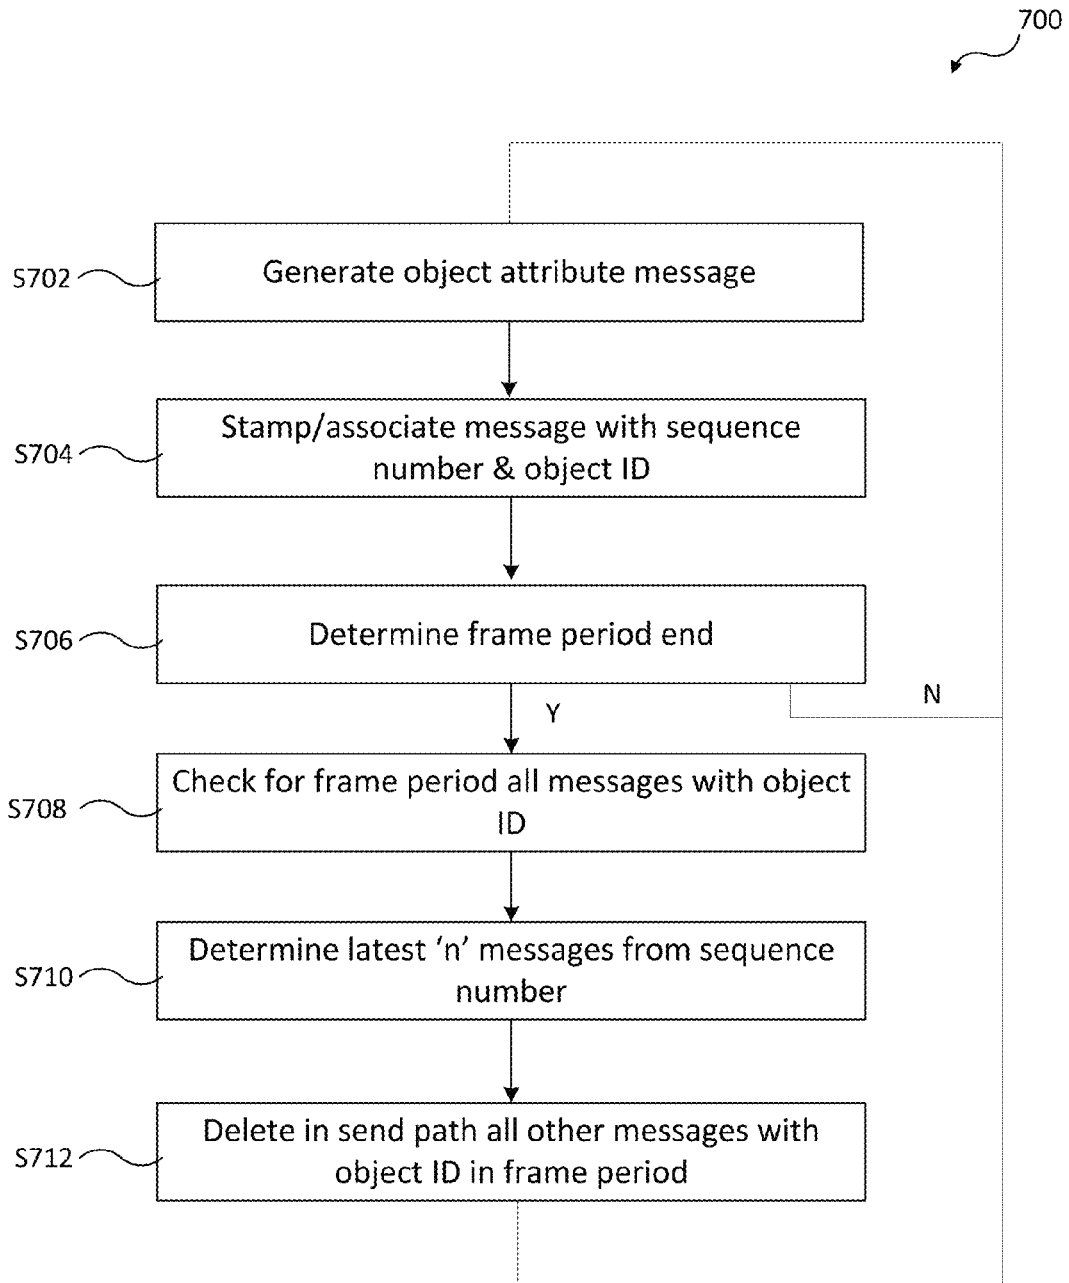 700
S702
Generate object attribute message
S704
Stamp/associate message with sequence
number & object ID
S706
Determine frame period end
Y
N
S708
Check for frame period all messages with object
ID
S710
Determine latest ‘n’ messages from sequence
number
S712
Delete in send path all other messages with
object ID in frame period